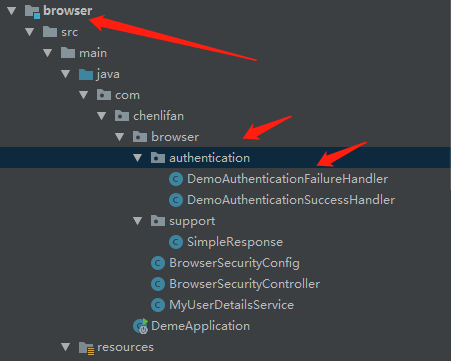 browser
src
main
java
com
chenlifan
browser
authentication
DemoAuthenticationFailureHandler
DemoAuthenticationSuccessHandler
support
SimpleResponse
BrowserSecurityConfig
BrowserSecurityController
MyUserDetailsService
DemeApplication
resources